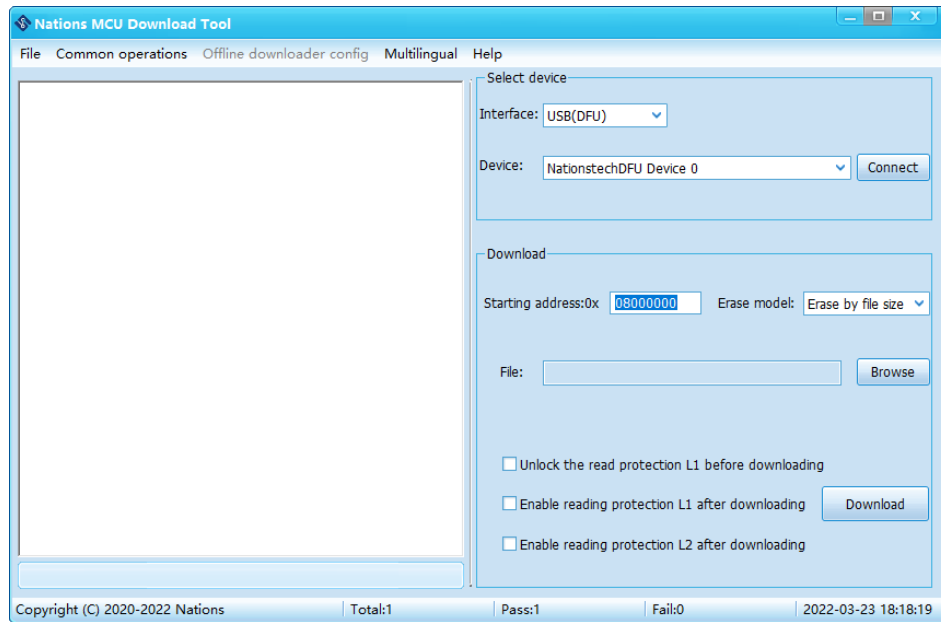 Nations MCU Download Tool
File Common operations Offline downloader config Multilingual Help
Select device
Interface: USB(DFU)
Device: NationstechDFU Device 0 Connect
Download
Starting address:0x 08000000 Erase model: Erase by file size
File: Browse
Unlock the read protection L1 before downloading
Enable reading protection L1 after downloading Download
Enable reading protection L2 after downloading
Copyright (C) 2020-2022 Nations Total:1 Pass:1 Fail:0 2022-03-23 18:18:19